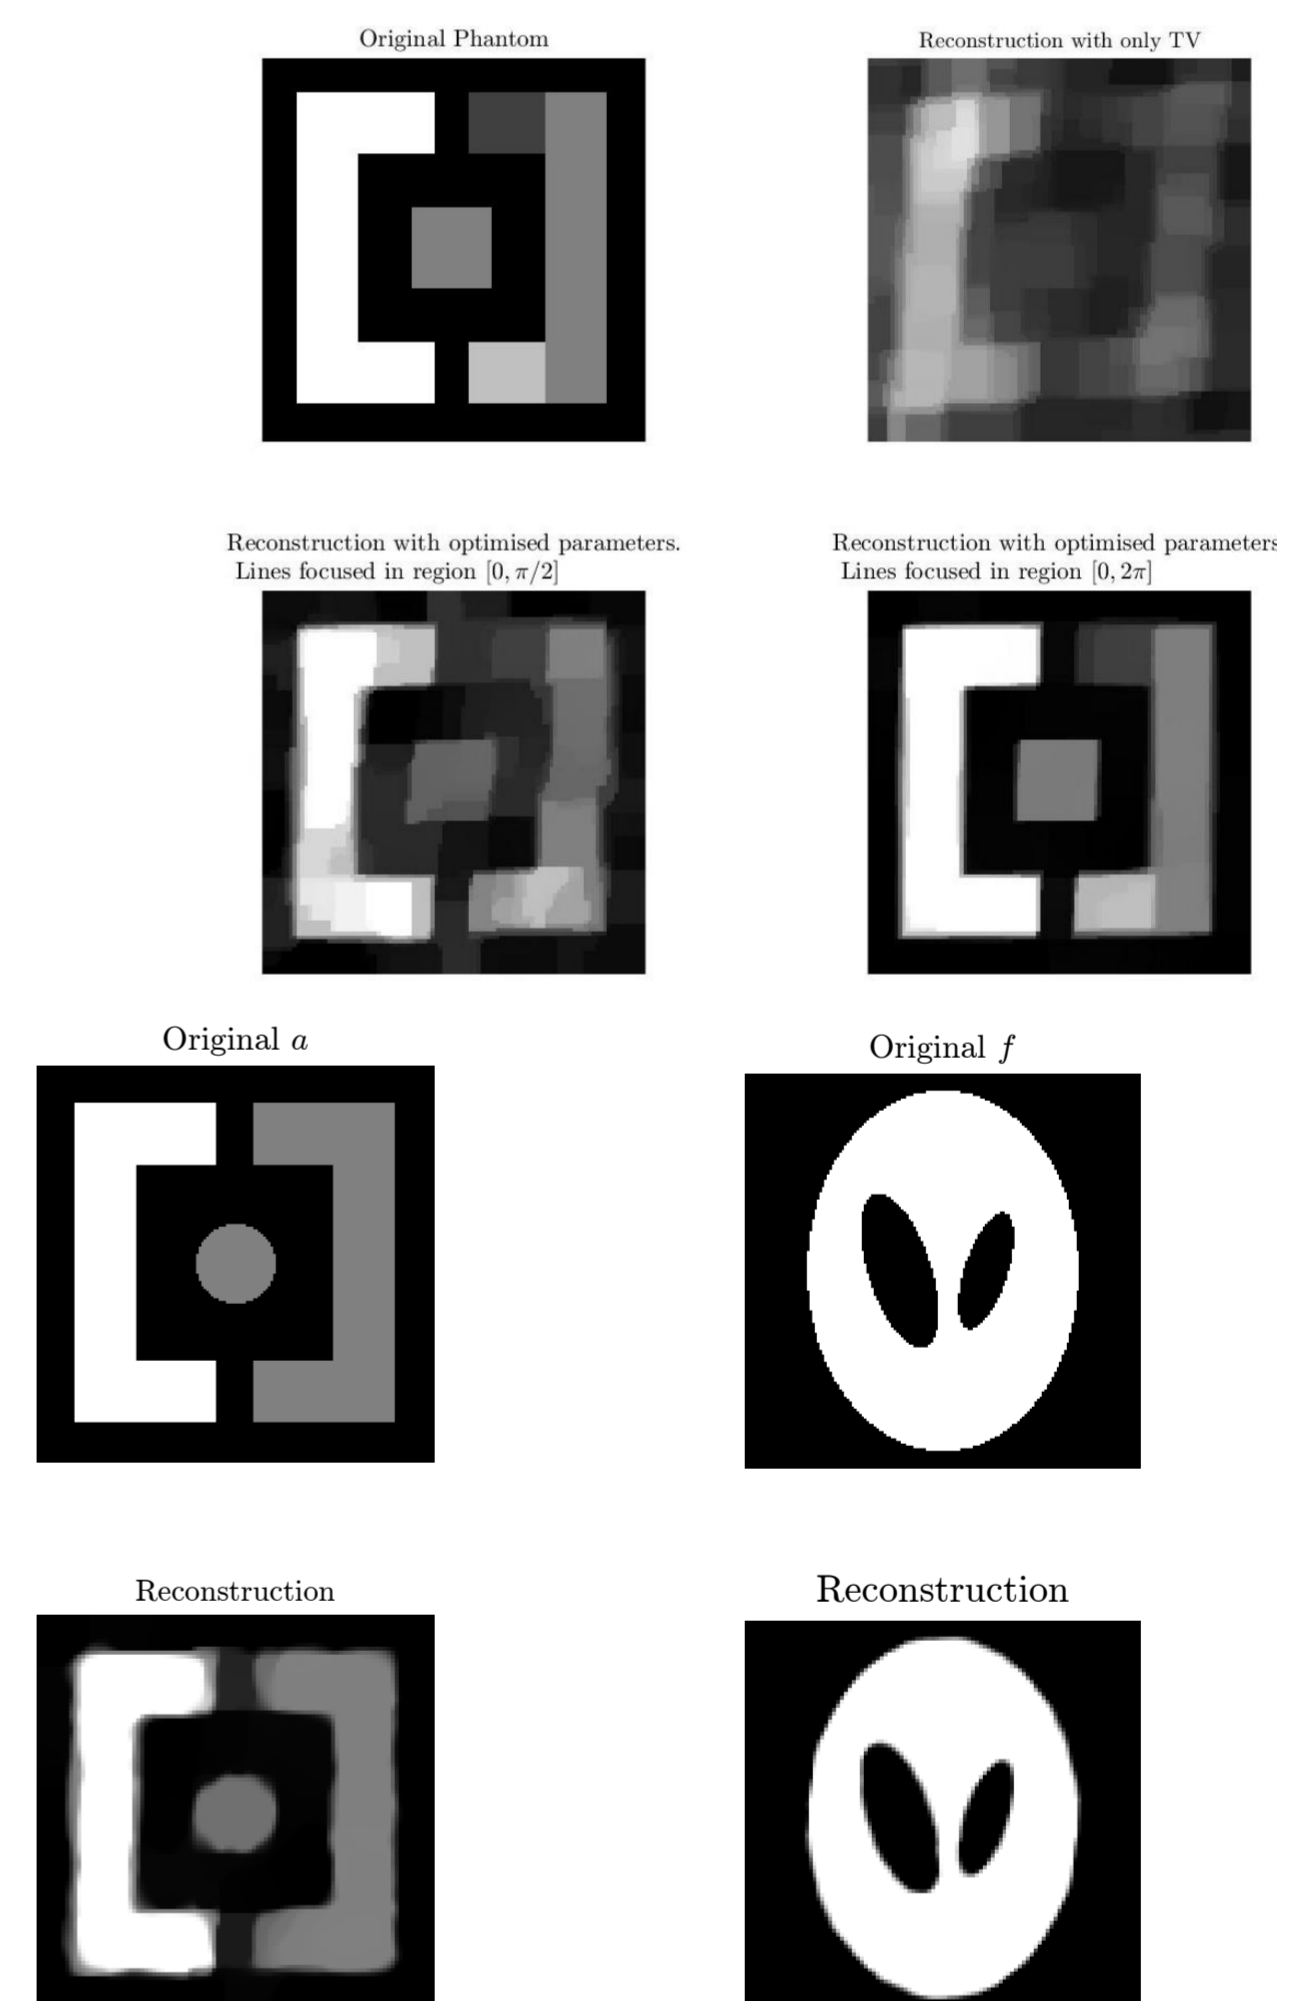 Original Phantom
Reconstruction with only TV
Reconstruction with optimised parameters.
Lines focused in region [0, π/2]
Reconstruction with optimised parameters
Lines focused in region [0, 2π]
Original a
Original f
Reconstruction
Reconstruction